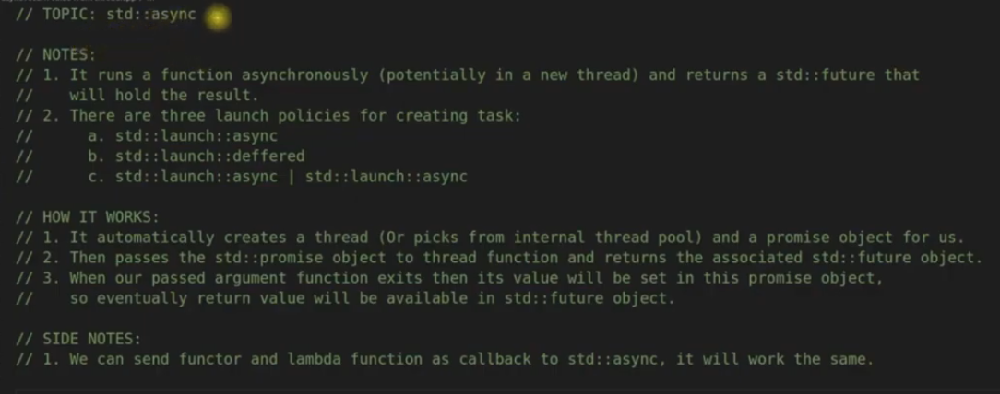 // TOPIC: std::async
// NOTES:
// 1. It runs a function asynchronously (potentially in a new thread) and returns a std::future that
//    will hold the result.
// 2. There are three launch policies for creating task:
//      a. std::launch::async
//      b. std::launch::deffered
//      c. std::launch::async | std::launch::async
// HOW IT WORKS:
// 1. It automatically creates a thread (Or picks from internal thread pool) and a promise object for us.
// 2. Then passes the std::promise object to thread function and returns the associated std::future object.
// 3. When our passed argument function exits then its value will be set in this promise object,
//    so eventually return value will be available in std::future object.
// SIDE NOTES:
// 1. We can send functor and lambda function as callback to std::async, it will work the same.